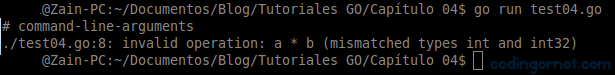 @Zain-PC:~/Documentos/Blog/Tutoriales GO/Capítulo 04$ go run test04.go
# command-line-arguments
./test04.go:8: invalid operation: a * b (mismatched types int and int32)
@Zain-PC:~/Documentos/Blog/Tutoriales GO/Capítulo 04$
codingornot.com